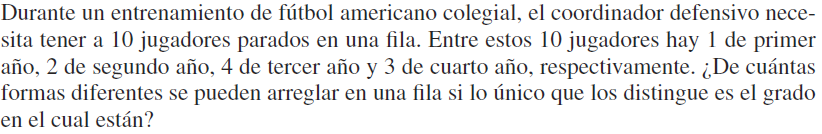 Durante un entrenamiento de fútbol americano colegial, el coordinador defensivo nece-
sita tener a 10 jugadores parados en una fila. Entre estos 10 jugadores hay 1 de primer
año, 2 de segundo año, 4 de tercer año y 3 de cuarto año, respectivamente. ¿De cuántas
formas diferentes se pueden arreglar en una fila si lo único que los distingue es el grado
en el cual están?